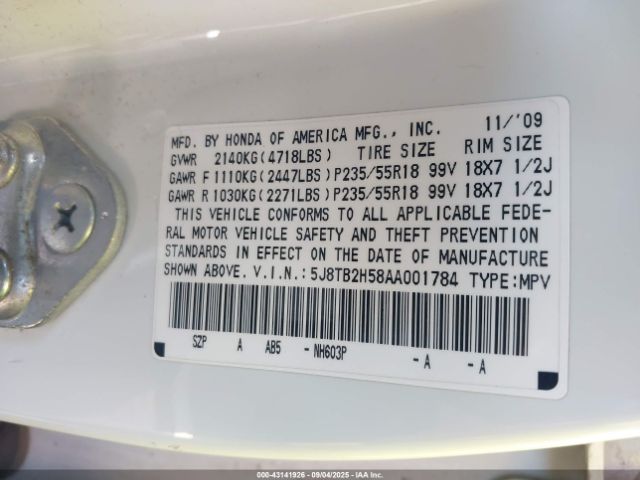 MFD. BY HONDA OF AMERICA MFG., INC. 11/'09
GVWR 2140KG(4718LBS) TIRE SIZE RIM SIZE
GAWR F1110KG(2447LBS)P235/55R18 99V 18X7 1/2J
GAWR R1030KG(2271LBS)P235/55R18 99V 18X7 1/2J
THIS VEHICLE CONFORMS TO ALL APPLICABLE FEDE-
RAL MOTOR VEHICLE SAFETY AND THEFT PREVENTION
STANDARDS IN EFFECT ON THE DATE OF MANUFACTURE
SHOWN ABOVE. V.I.N.:5J8TB2H58AA001784 TYPE:MPV
SZP A AB5 - NH603P -A -A
000-43141926 - 09/04/2025 - IAA Inc.